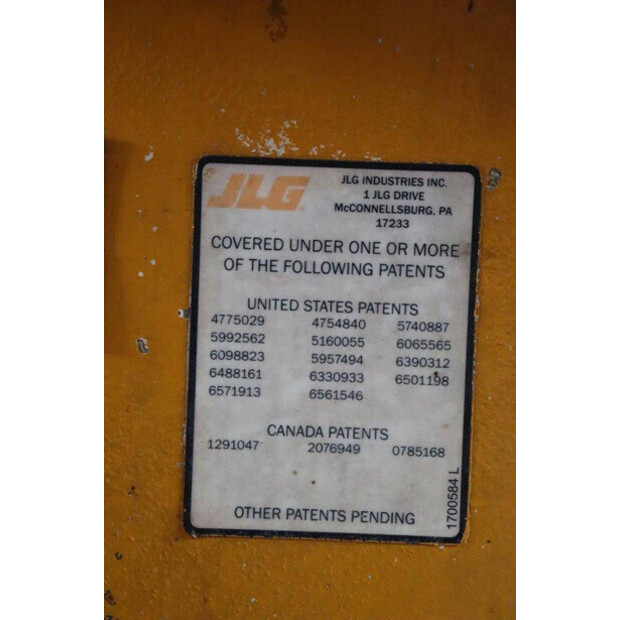 JLG
JLG INDUSTRIES INC.
1 JLG DRIVE
McCONNELLSBURG, PA
17233
COVERED UNDER ONE OR MORE
OF THE FOLLOWING PATENTS
UNITED STATES PATENTS
4775029 4754840 5740887
5992562 5160055 6065565
6098823 5957494 6390312
6488161 6330933 6501198
6571913 6561546
CANADA PATENTS
1291047 2076949 0785168
OTHER PATENTS PENDING
1700584 L